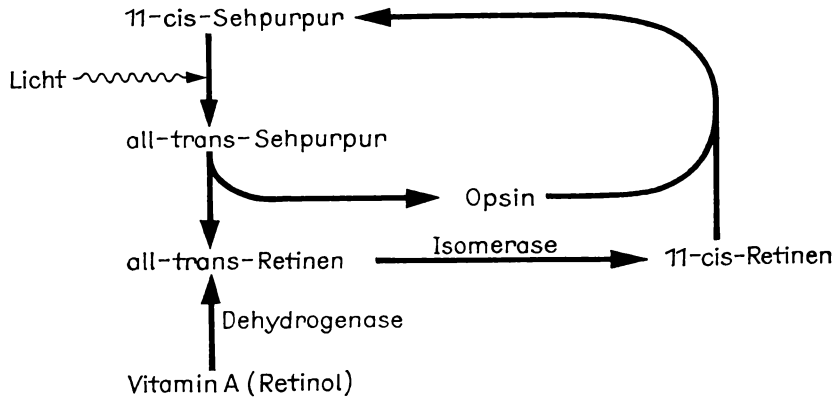 11-cis-Sehpurpur
Licht
all-trans-Sehpurpur
Opsin
Isomerase
all-trans-Retinen
11-cis-Retinen
Dehydrogenase
Vitamin A (Retinol)